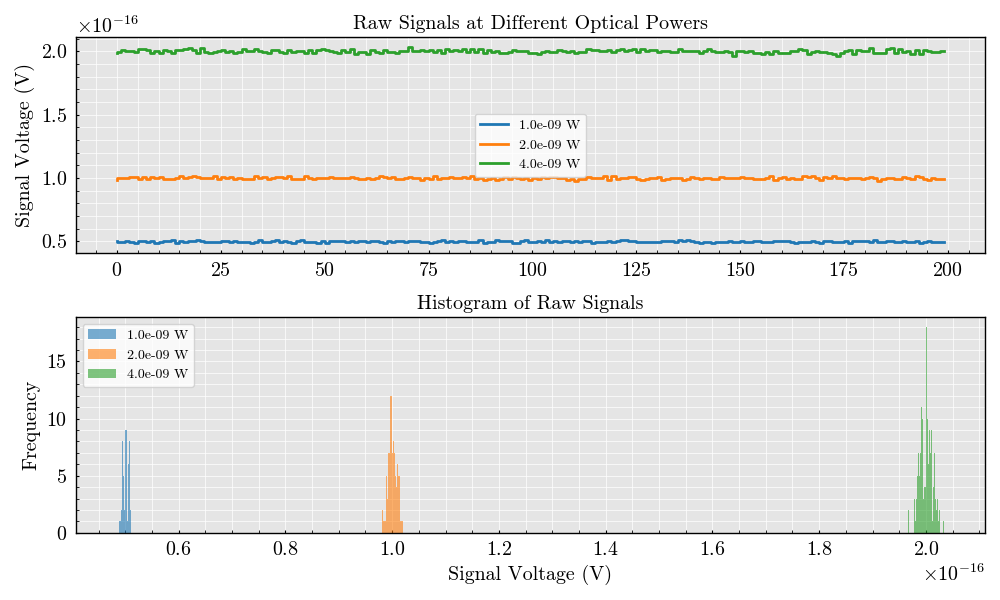 Raw Signals at Different Optical Powers
×10⁻¹⁶
Signal Voltage (V)
2.0
1.5
1.0
0.5
1.0e-09 W
2.0e-09 W
4.0e-09 W
0 25 50 75 100 125 150 175 200
Histogram of Raw Signals
Frequency
15
10
5
0
1.0e-09 W
2.0e-09 W
4.0e-09 W
0.6 0.8 1.0 1.2 1.4 1.6 1.8 2.0
Signal Voltage (V)
×10⁻¹⁶